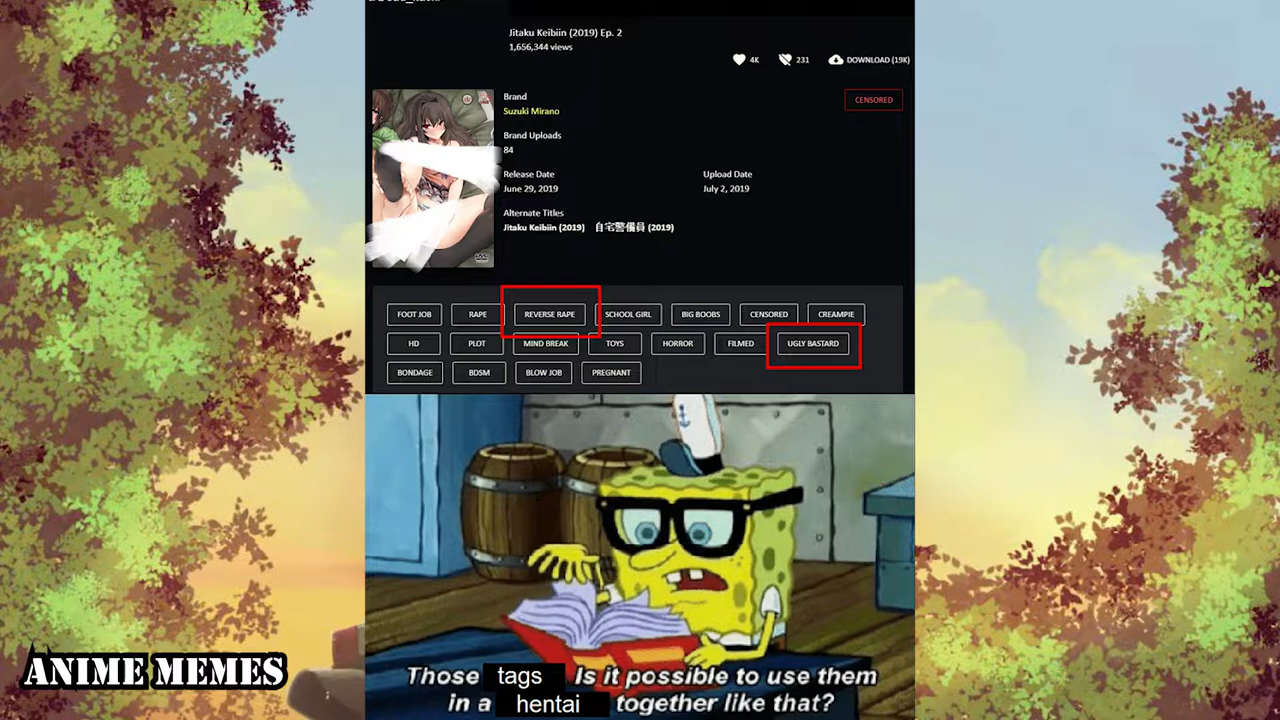 Jitaku Keibiin (2019) Ep. 2
1,656,344 views
4K 231 DOWNLOAD (19K)
Brand
CENSORED
Suzuki Mirano
Brand Uploads
84
Release Date Upload Date
June 29, 2019 July 2, 2019
Alternate Titles
Jitaku Keibiin (2019) 自宅警備員 (2019)
FOOT JOB RAPE REVERSE RAPE SCHOOL GIRL BIG BOOBS CENSORED CREAMPIE
HD PLOT MIND BREAK TOYS HORROR FILMED UGLY BASTARD
BONDAGE BDSM BLOW JOB PREGNANT
Those tags Is it possible to use them
in a hentai together like that?
ANIME MEMES